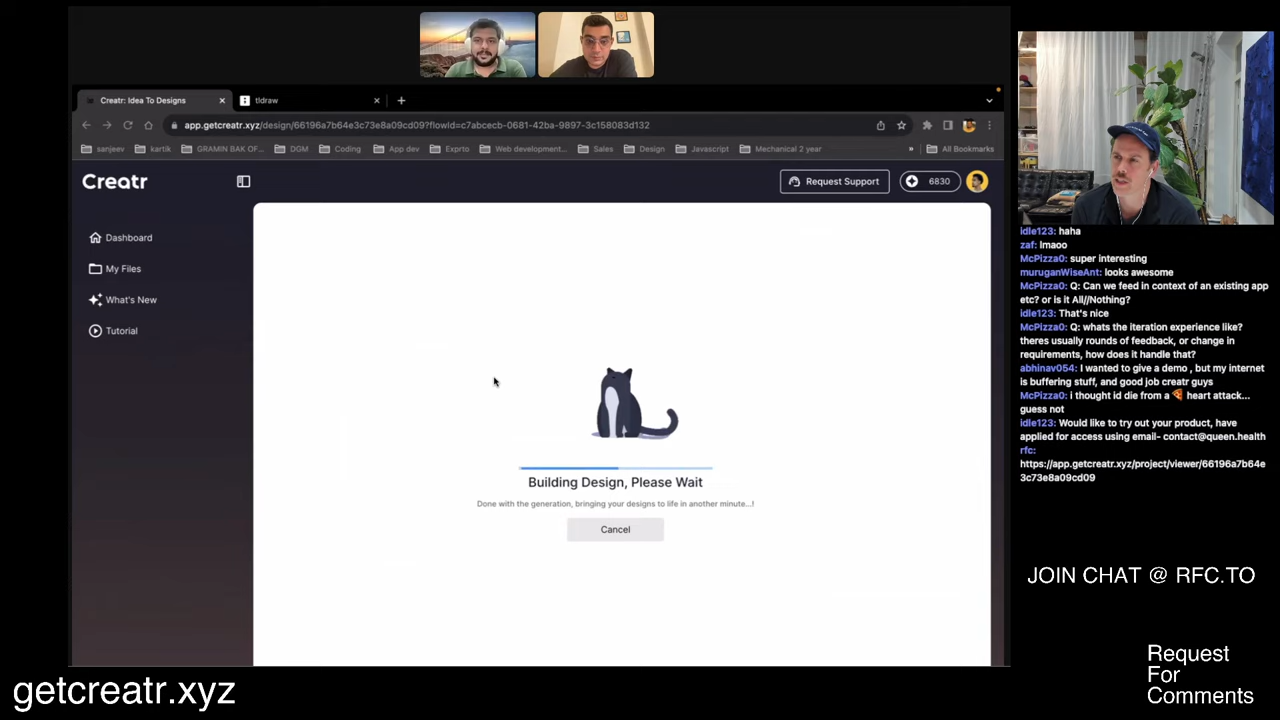 Creatr: Idea To Designs
tldraw
app.getcreatr.xyz/design/66196a7b64e3c73e8a09cd09?flowId=c7abcecb-0681-42ba-9897-3c158083d132
sanjeev
kartik
GRAMIN BAK OF...
DGM
Coding
App dev
Exprto
Web development...
Sales
Design
Javascript
Mechanical 2 year
»
All Bookmarks
Creatr
Request Support
6830
Dashboard
My Files
What's New
Tutorial
Building Design, Please Wait
Done with the generation, bringing your designs to life in another minute...!
Cancel
idle123: haha
zaf: lmaoo
McPizza0: super interesting
muruganWiseAnt: looks awesome
McPizza0: Q: Can we feed in context of an existing app
etc? or is it All//Nothing?
idle123: That's nice
McPizza0: Q: whats the iteration experience like?
theres usually rounds of feedback, or change in
requirements, how does it handle that?
abhinav054: I wanted to give a demo , but my internet
is buffering stuff, and good job creatr guys
McPizza0: i thought id die from a 🍕 heart attack...
guess not
idle123: Would like to try out your product, have
applied for access using email- contact@queen.health
rfc:
https://app.getcreatr.xyz/project/viewer/66196a7b64e
3c73e8a09cd09
JOIN CHAT @ RFC.TO
Request
For
Comments
getcreatr.xyz